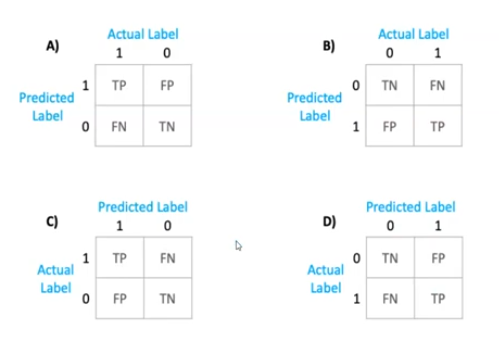 A)
Actual Label
1 0
Predicted Label
1 TP FP
0 FN TN
B)
Actual Label
0 1
Predicted Label
0 TN FN
1 FP TP
C)
Predicted Label
1 0
Actual Label
1 TP FN
0 FP TN
D)
Predicted Label
0 1
Actual Label
0 TN FP
1 FN TP